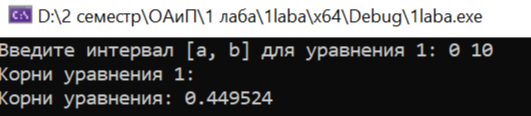 D:\2 семестр\ОАиП\1 лаба\1laba\x64\Debug\1laba.exe
Введите интервал [a, b] для уравнения 1: 0 10
Корни уравнения 1:
Корни уравнения: 0.449524